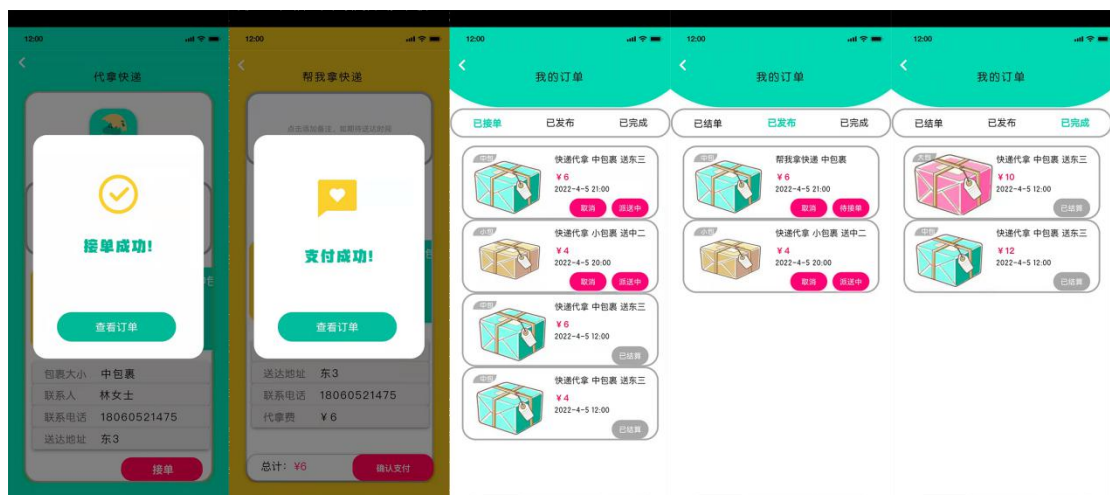 12:00
代拿快递
接单成功!
查看订单
包裹大小 中包裹
联系人 林女士
联系电话 18060521475
送达地址 东3
接单
12:00
帮我拿快递
支付成功!
查看订单
送达地址 东3
联系电话 18060521475
代拿费 ¥ 6
总计: ¥6
确认支付
12:00
我的订单
已接单 已发布 已完成
中包
快递代拿 中包裹 送东三
¥ 6
2022-4-5 21:00
取消 派送中
小包
快递代拿 小包裹 送中二
¥ 4
2022-4-5 20:00
取消 派送中
中包
快递代拿 中包裹 送东三
¥ 6
2022-4-5 12:00
已结算
中包
快递代拿 中包裹 送东三
¥ 4
2022-4-5 12:00
已结算
12:00
我的订单
已结单 已发布 已完成
中包
帮我拿快递 中包裹
¥ 6
2022-4-5 21:00
取消 待接单
小包
快递代拿 小包裹 送中二
¥ 4
2022-4-5 20:00
取消 派送中
12:00
我的订单
已结单 已发布 已完成
大包
快递代拿 中包裹 送东三
¥ 10
2022-4-5 12:00
已结算
中包
快递代拿 中包裹 送东三
¥ 12
2022-4-5 12:00
已结算